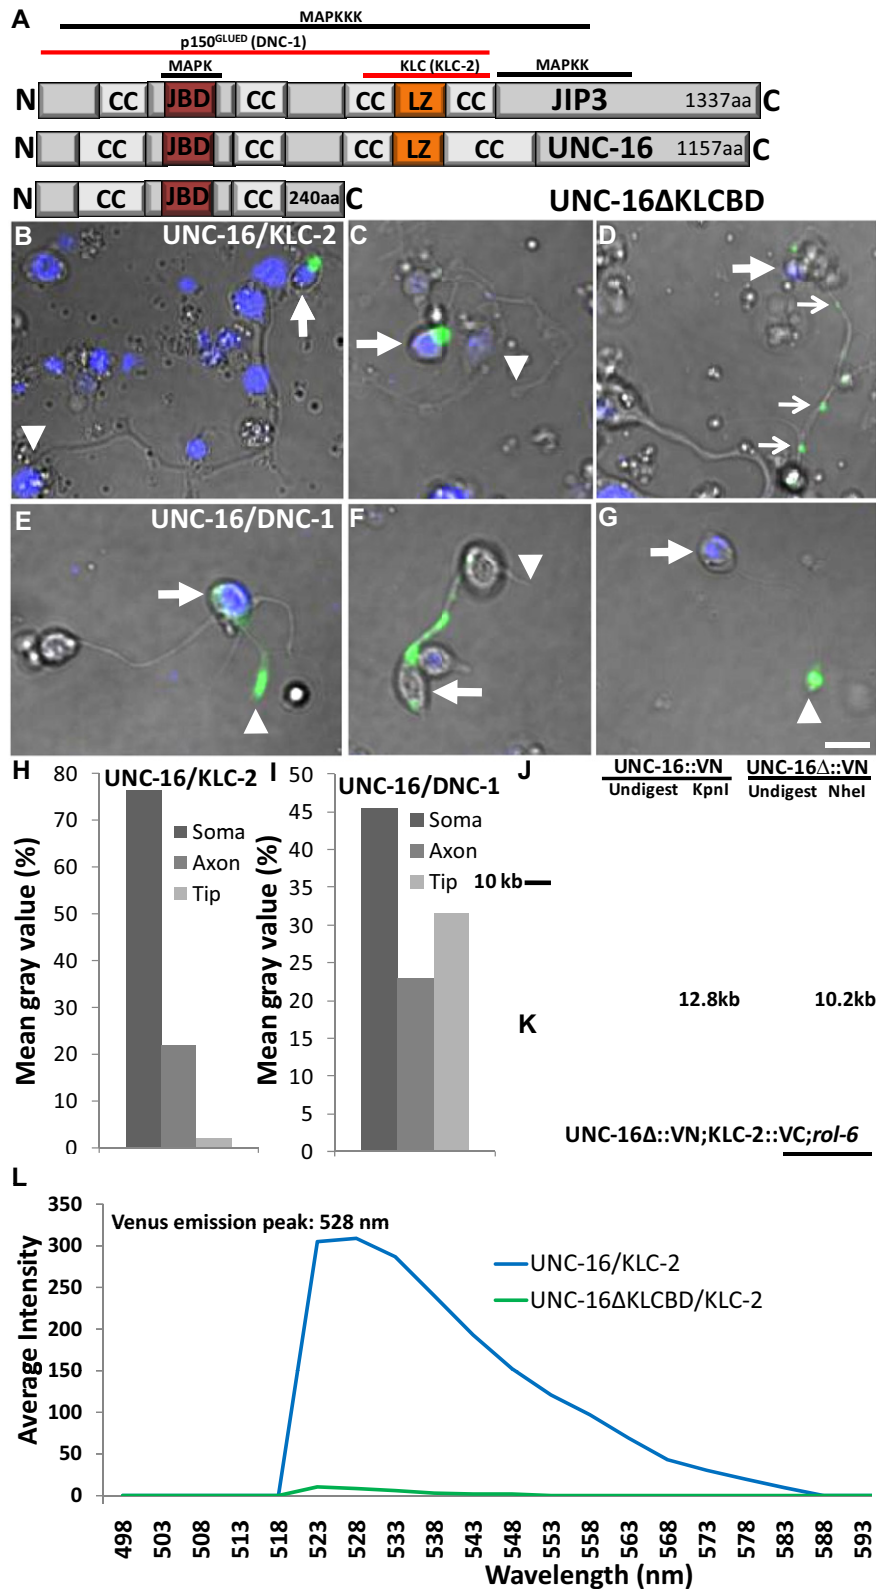 A
MAPKKK
p150GLUED (DNC-1)
MAPK
KLC (KLC-2)
MAPKK
N CC JBD CC CC LZ CC JIP3 1337aa C
N CC JBD CC CC LZ CC UNC-16 1157aa C
N CC JBD CC 240aa C
UNC-16ΔKLCBD
B UNC-16/KLC-2
C
D
E UNC-16/DNC-1
F
G
H
UNC-16/KLC-2
Mean gray value (%)
80
70
60
50
40
30
20
10
0
Soma
Axon
Tip
I
UNC-16/DNC-1
Mean gray value (%)
50
45
40
35
30
25
20
15
10
5
0
Soma
Axon
Tip
J
UNC-16::VN UNC-16Δ::VN
Undigest KpnI Undigest NheI
10 kb
12.8kb 10.2kb
K
UNC-16Δ::VN;KLC-2::VC;rol-6
L
Venus emission peak: 528 nm
Average Intensity
350
300
250
200
150
100
50
0
UNC-16/KLC-2
UNC-16ΔKLCBD/KLC-2
498 503 508 513 518 523 528 533 538 543 548 553 558 563 568 573 578 583 588 593
Wavelength (nm)